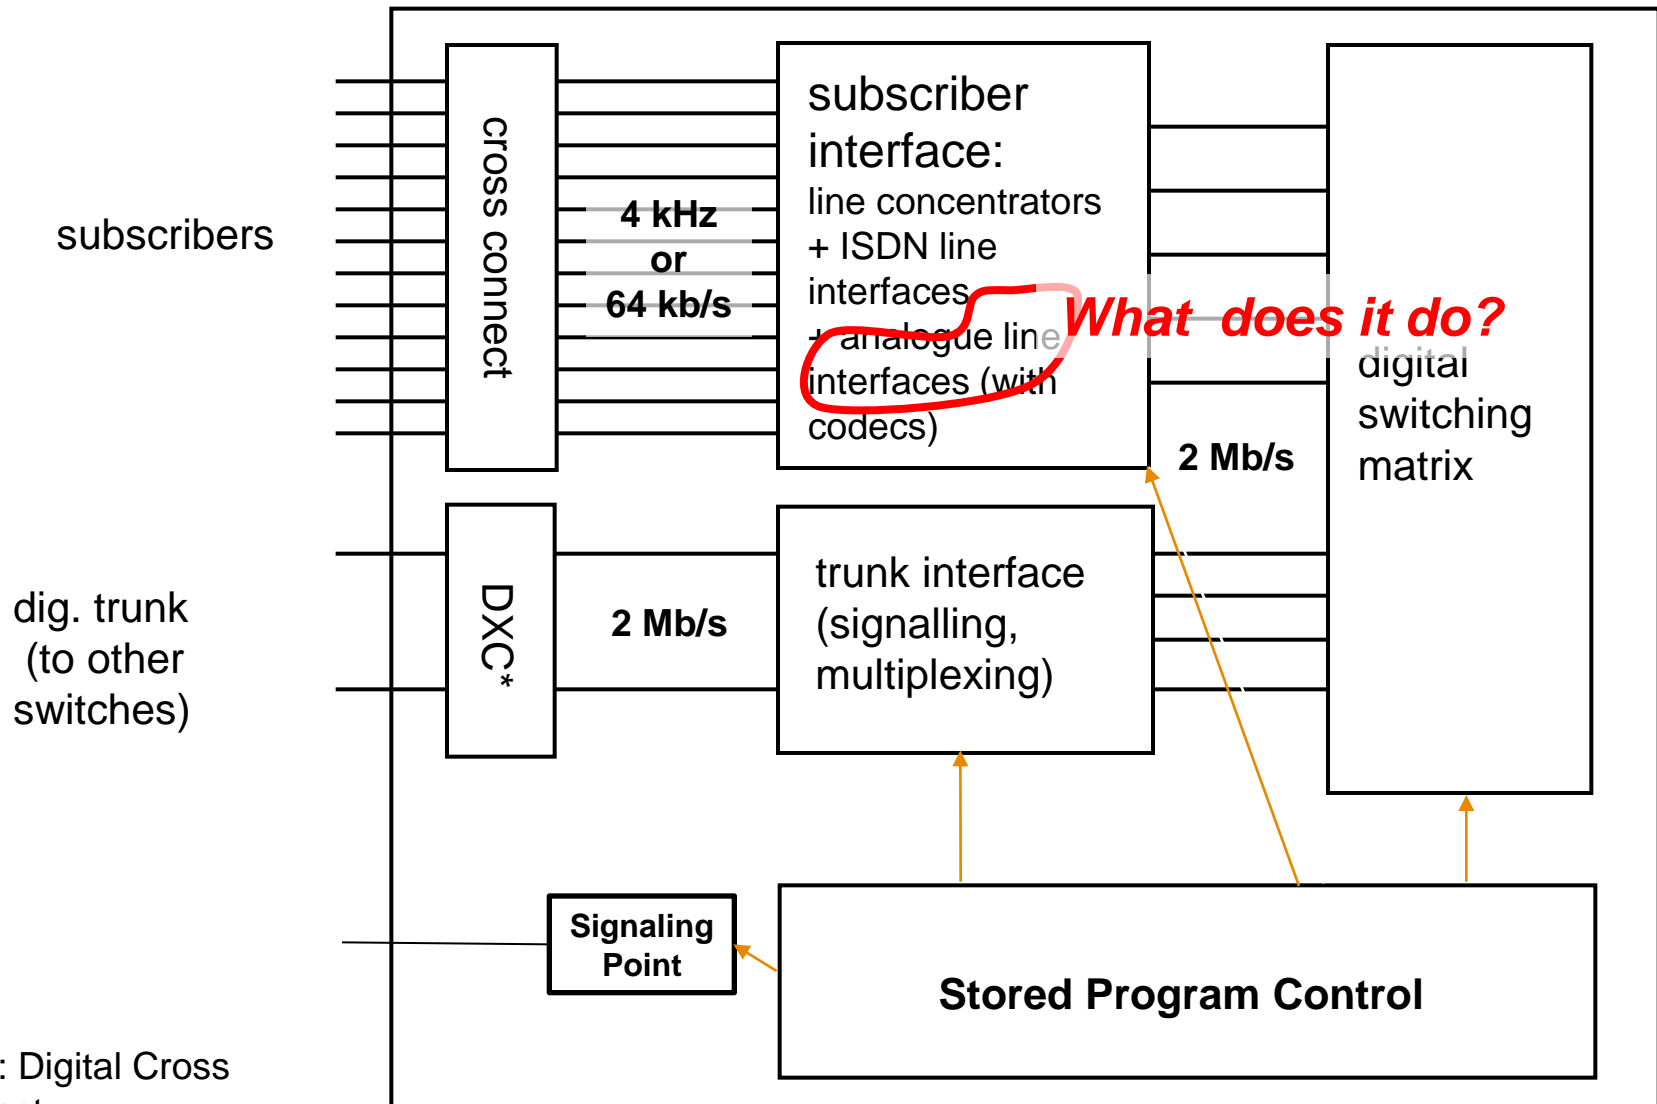 subscribers
cross connect
4 kHz
or
64 kb/s
subscriber
interface:
line concentrators
+ ISDN line
interfaces
+ analogue line
interfaces (with
codecs)
What does it do?
2 Mb/s
digital
switching
matrix
dig. trunk
(to other
switches)
DXC*
2 Mb/s
trunk interface
(signalling,
multiplexing)
Signaling
Point
Stored Program Control
: Digital Cross